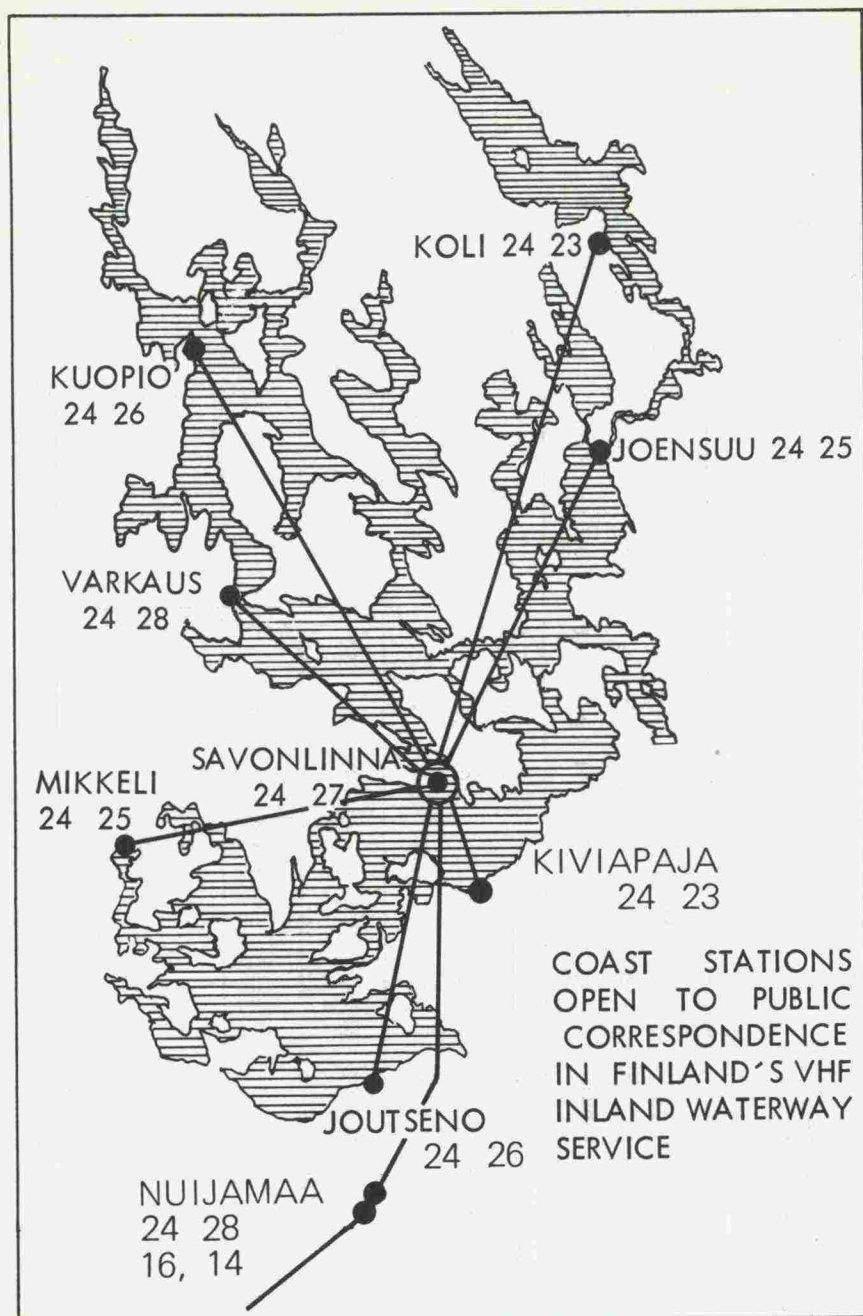 KOLI 24 23
KUOPIO
24 26
JOENSUU 24 25
VARKAUS
24 28
SAVONLINNA
24 27
MIKKELI
24 25
KIVIAPAJA
24 23
COAST STATIONS
OPEN TO PUBLIC
CORRESPONDENCE
IN FINLAND´S VHF
INLAND WATERWAY
SERVICE
JOUTSENO
24 26
NUIJAMAA
24 28
16, 14